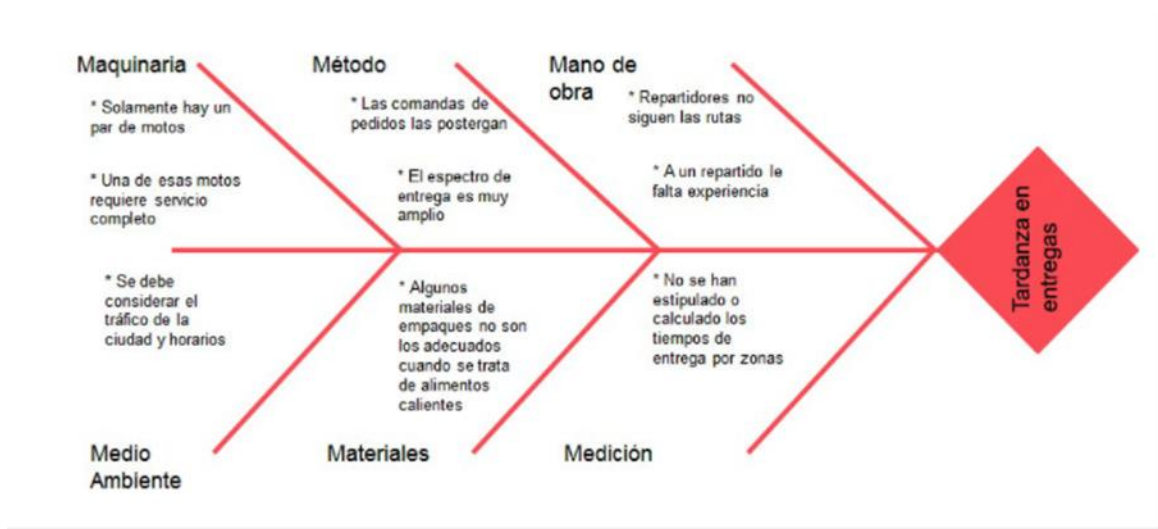 Maquinaria
* Solamente hay un
par de motos
* Una de esas motos
requiere servicio
completo
Método
* Las comandas de
pedidos las postergan
* El espectro de
entrega es muy
amplio
Mano de
obra
* Repartidores no
siguen las rutas
* A un repartido le
falta experiencia
Tardanza en
entregas
* Se debe
considerar el
tráfico de la
ciudad y horarios
Medio
Ambiente
* Algunos
materiales de
empaques no son
los adecuados
cuando se trata
de alimentos
calientes
Materiales
* No se han
estipulado o
calculado los
tiempos de
entrega por zonas
Medición